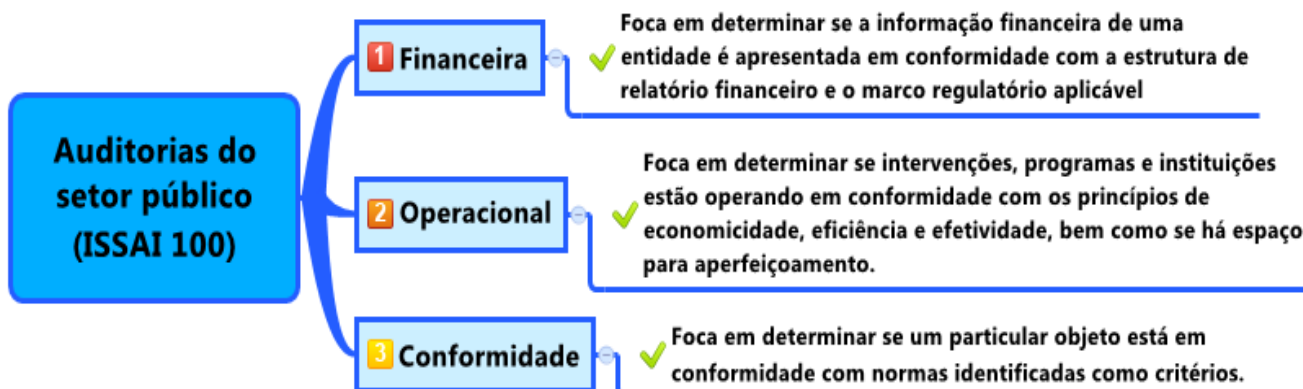 Auditorias do
setor público
(ISSAI 100)
1 Financeira
Foca em determinar se a informação financeira de uma
entidade é apresentada em conformidade com a estrutura de
relatório financeiro e o marco regulatório aplicável
2 Operacional
Foca em determinar se intervenções, programas e instituições
estão operando em conformidade com os princípios de
economicidade, eficiência e efetividade, bem como se há espaço
para aperfeiçoamento.
3 Conformidade
Foca em determinar se um particular objeto está em
conformidade com normas identificadas como critérios.